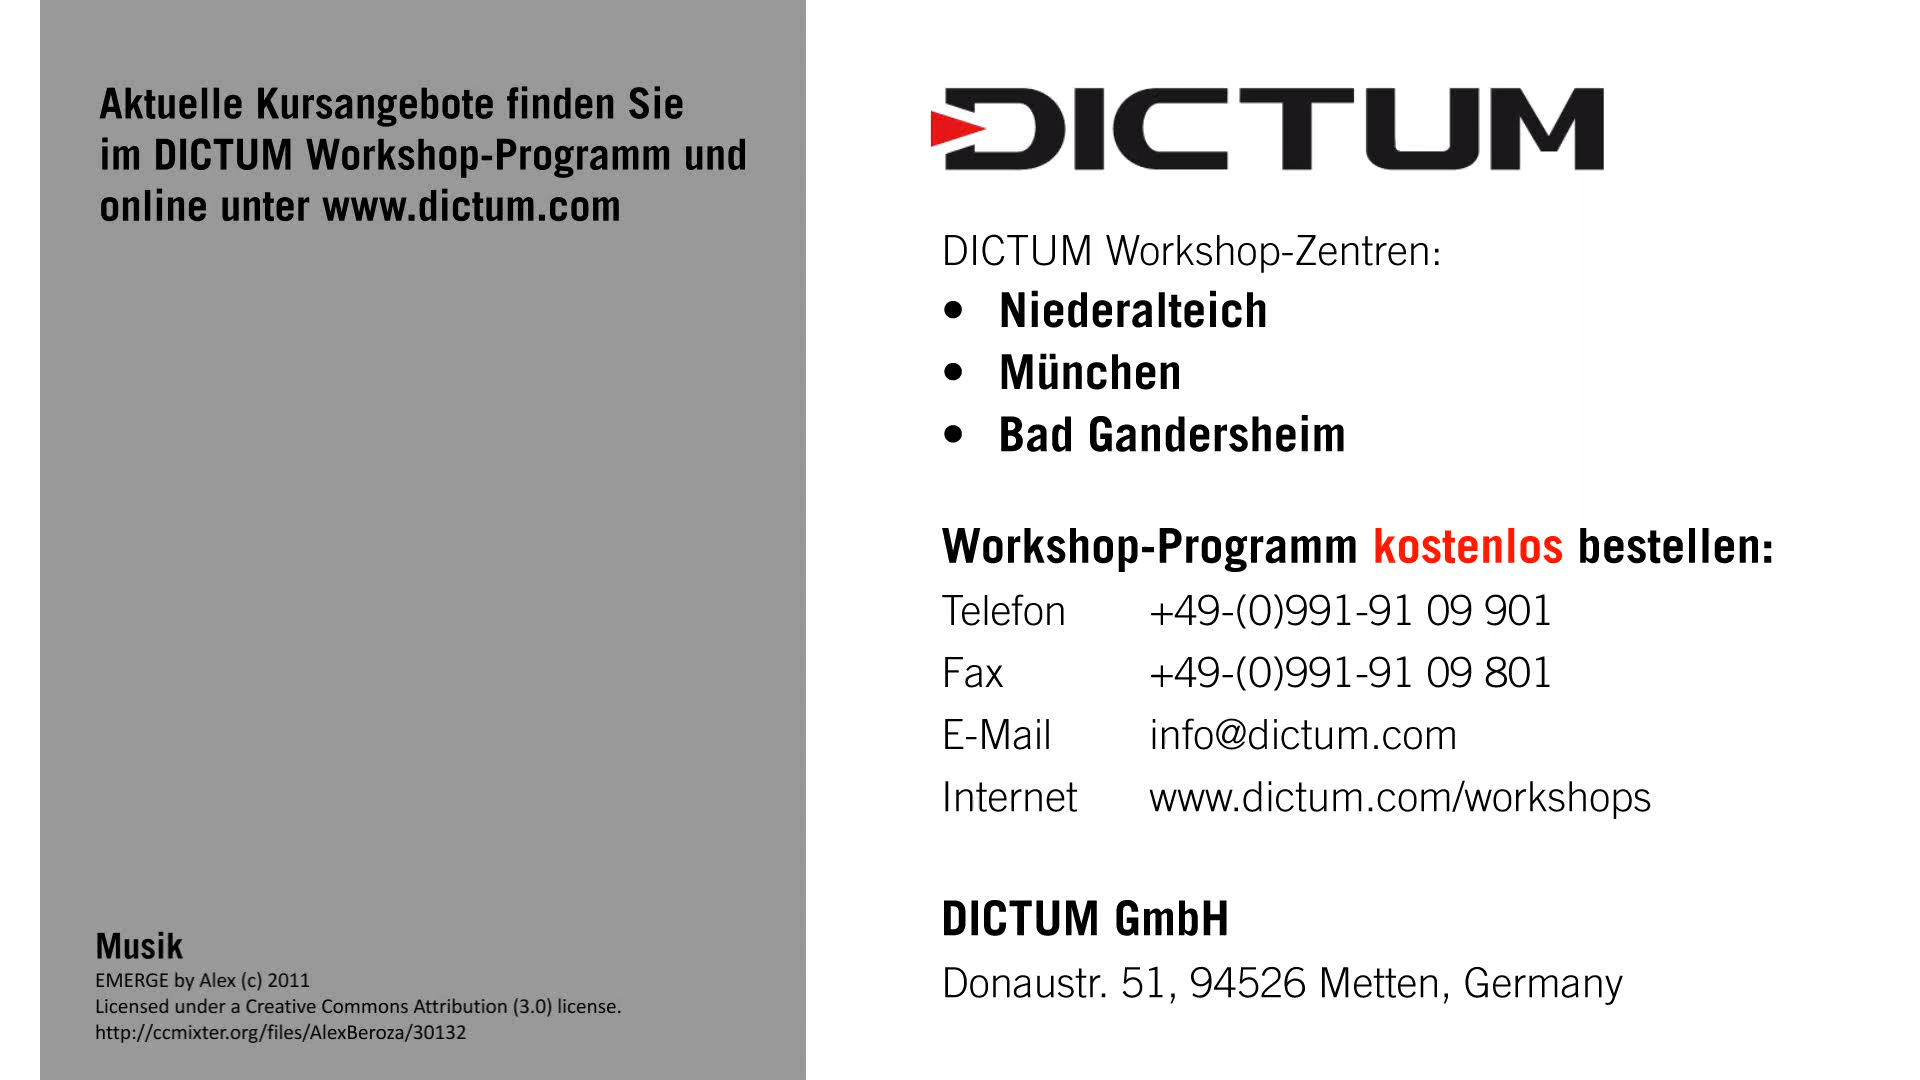 Aktuelle Kursangebote finden Sie
im DICTUM Workshop-Programm und
online unter www.dictum.com
Musik
EMERGE by Alex (c) 2011
Licensed under a Creative Commons Attribution (3.0) license.
http://ccmixter.org/files/AlexBeroza/30132
DICTUM
DICTUM Workshop-Zentren:
• Niederalteich
• München
• Bad Gandersheim
Workshop-Programm kostenlos bestellen:
Telefon +49-(0)991-91 09 901
Fax +49-(0)991-91 09 801
E-Mail info@dictum.com
Internet www.dictum.com/workshops
DICTUM GmbH
Donaustr. 51, 94526 Metten, Germany